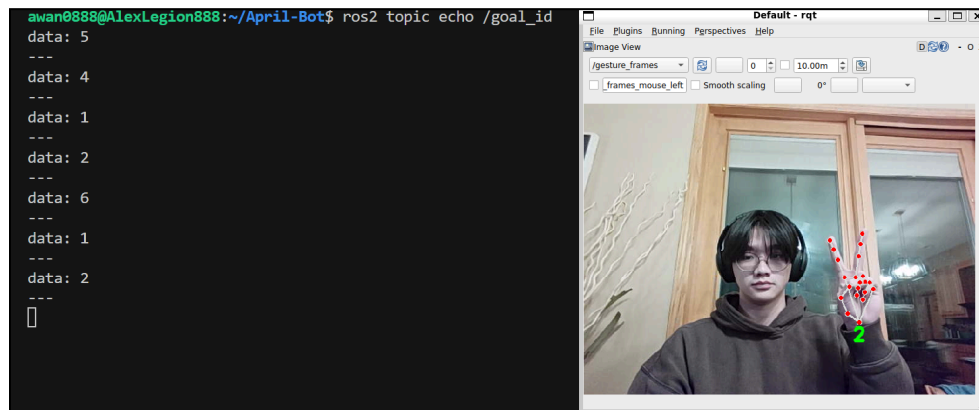 awan0888@AlexLegion888:~/April-Bot$ ros2 topic echo /goal_id
data: 5
---
data: 4
---
data: 1
---
data: 2
---
data: 6
---
data: 1
---
data: 2
---
Default - rqt
File Plugins Running Perspectives Help
Image View
D - O
/gesture_frames 0 10.00m
_frames_mouse_left Smooth scaling 0°
2